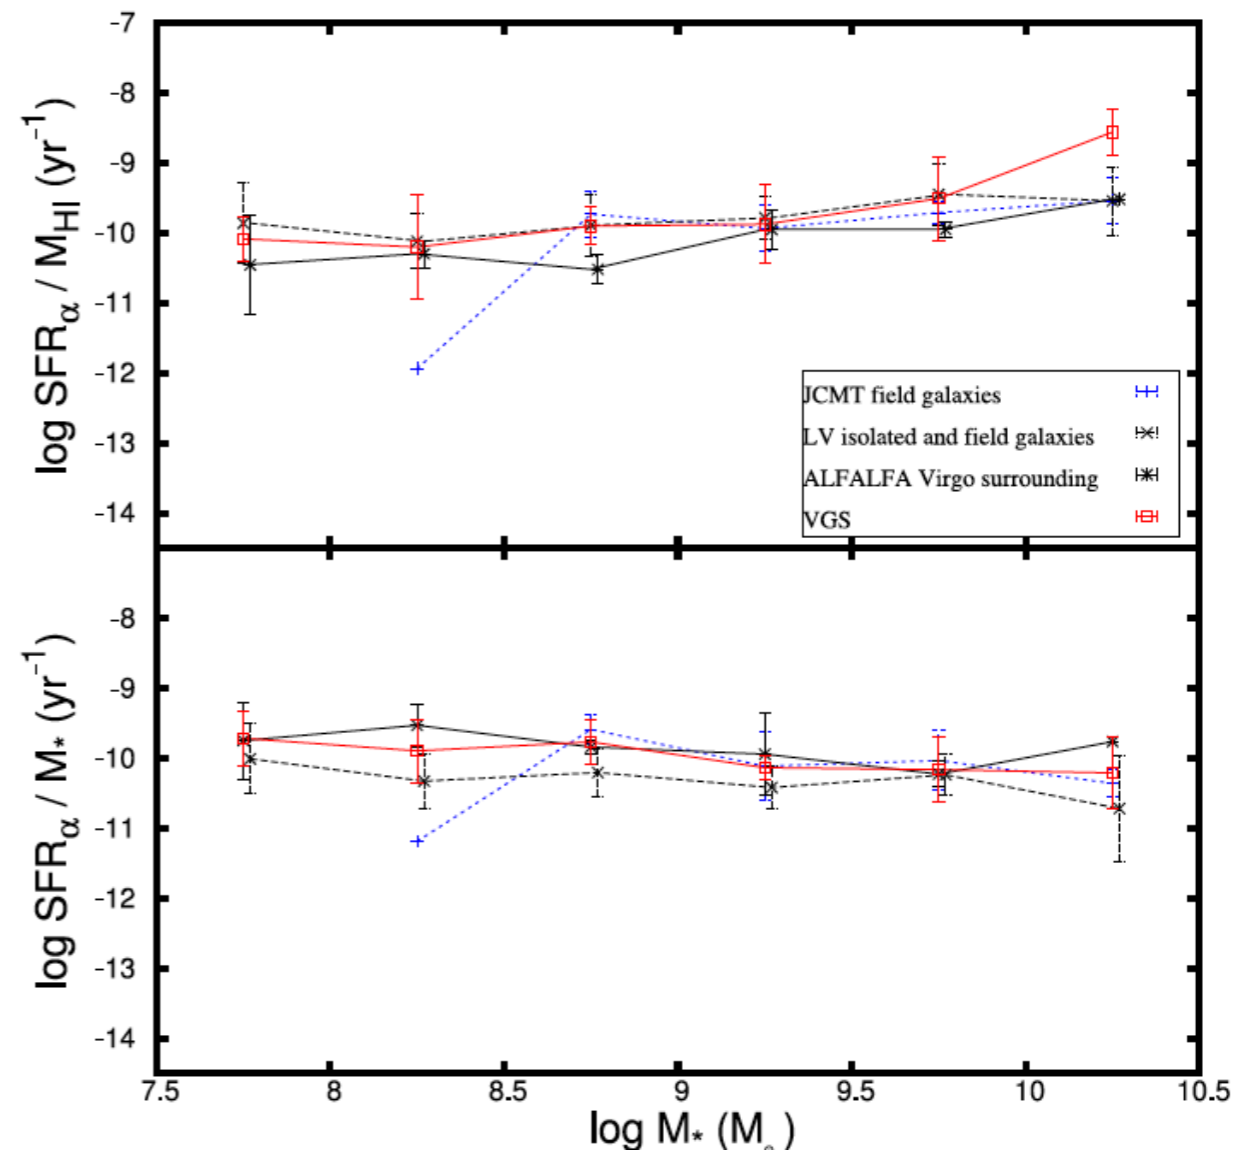 -7
-8
-9
-10
-11
-12
-13
-14
log SFRα / MHI (yr⁻¹)
JCMT field galaxies
LV isolated and field galaxies
ALFALFA Virgo surrounding
VGS
-8
-9
-10
-11
-12
-13
-14
log SFRα / M* (yr⁻¹)
7.5 8 8.5 9 9.5 10 10.5
log M* (M)